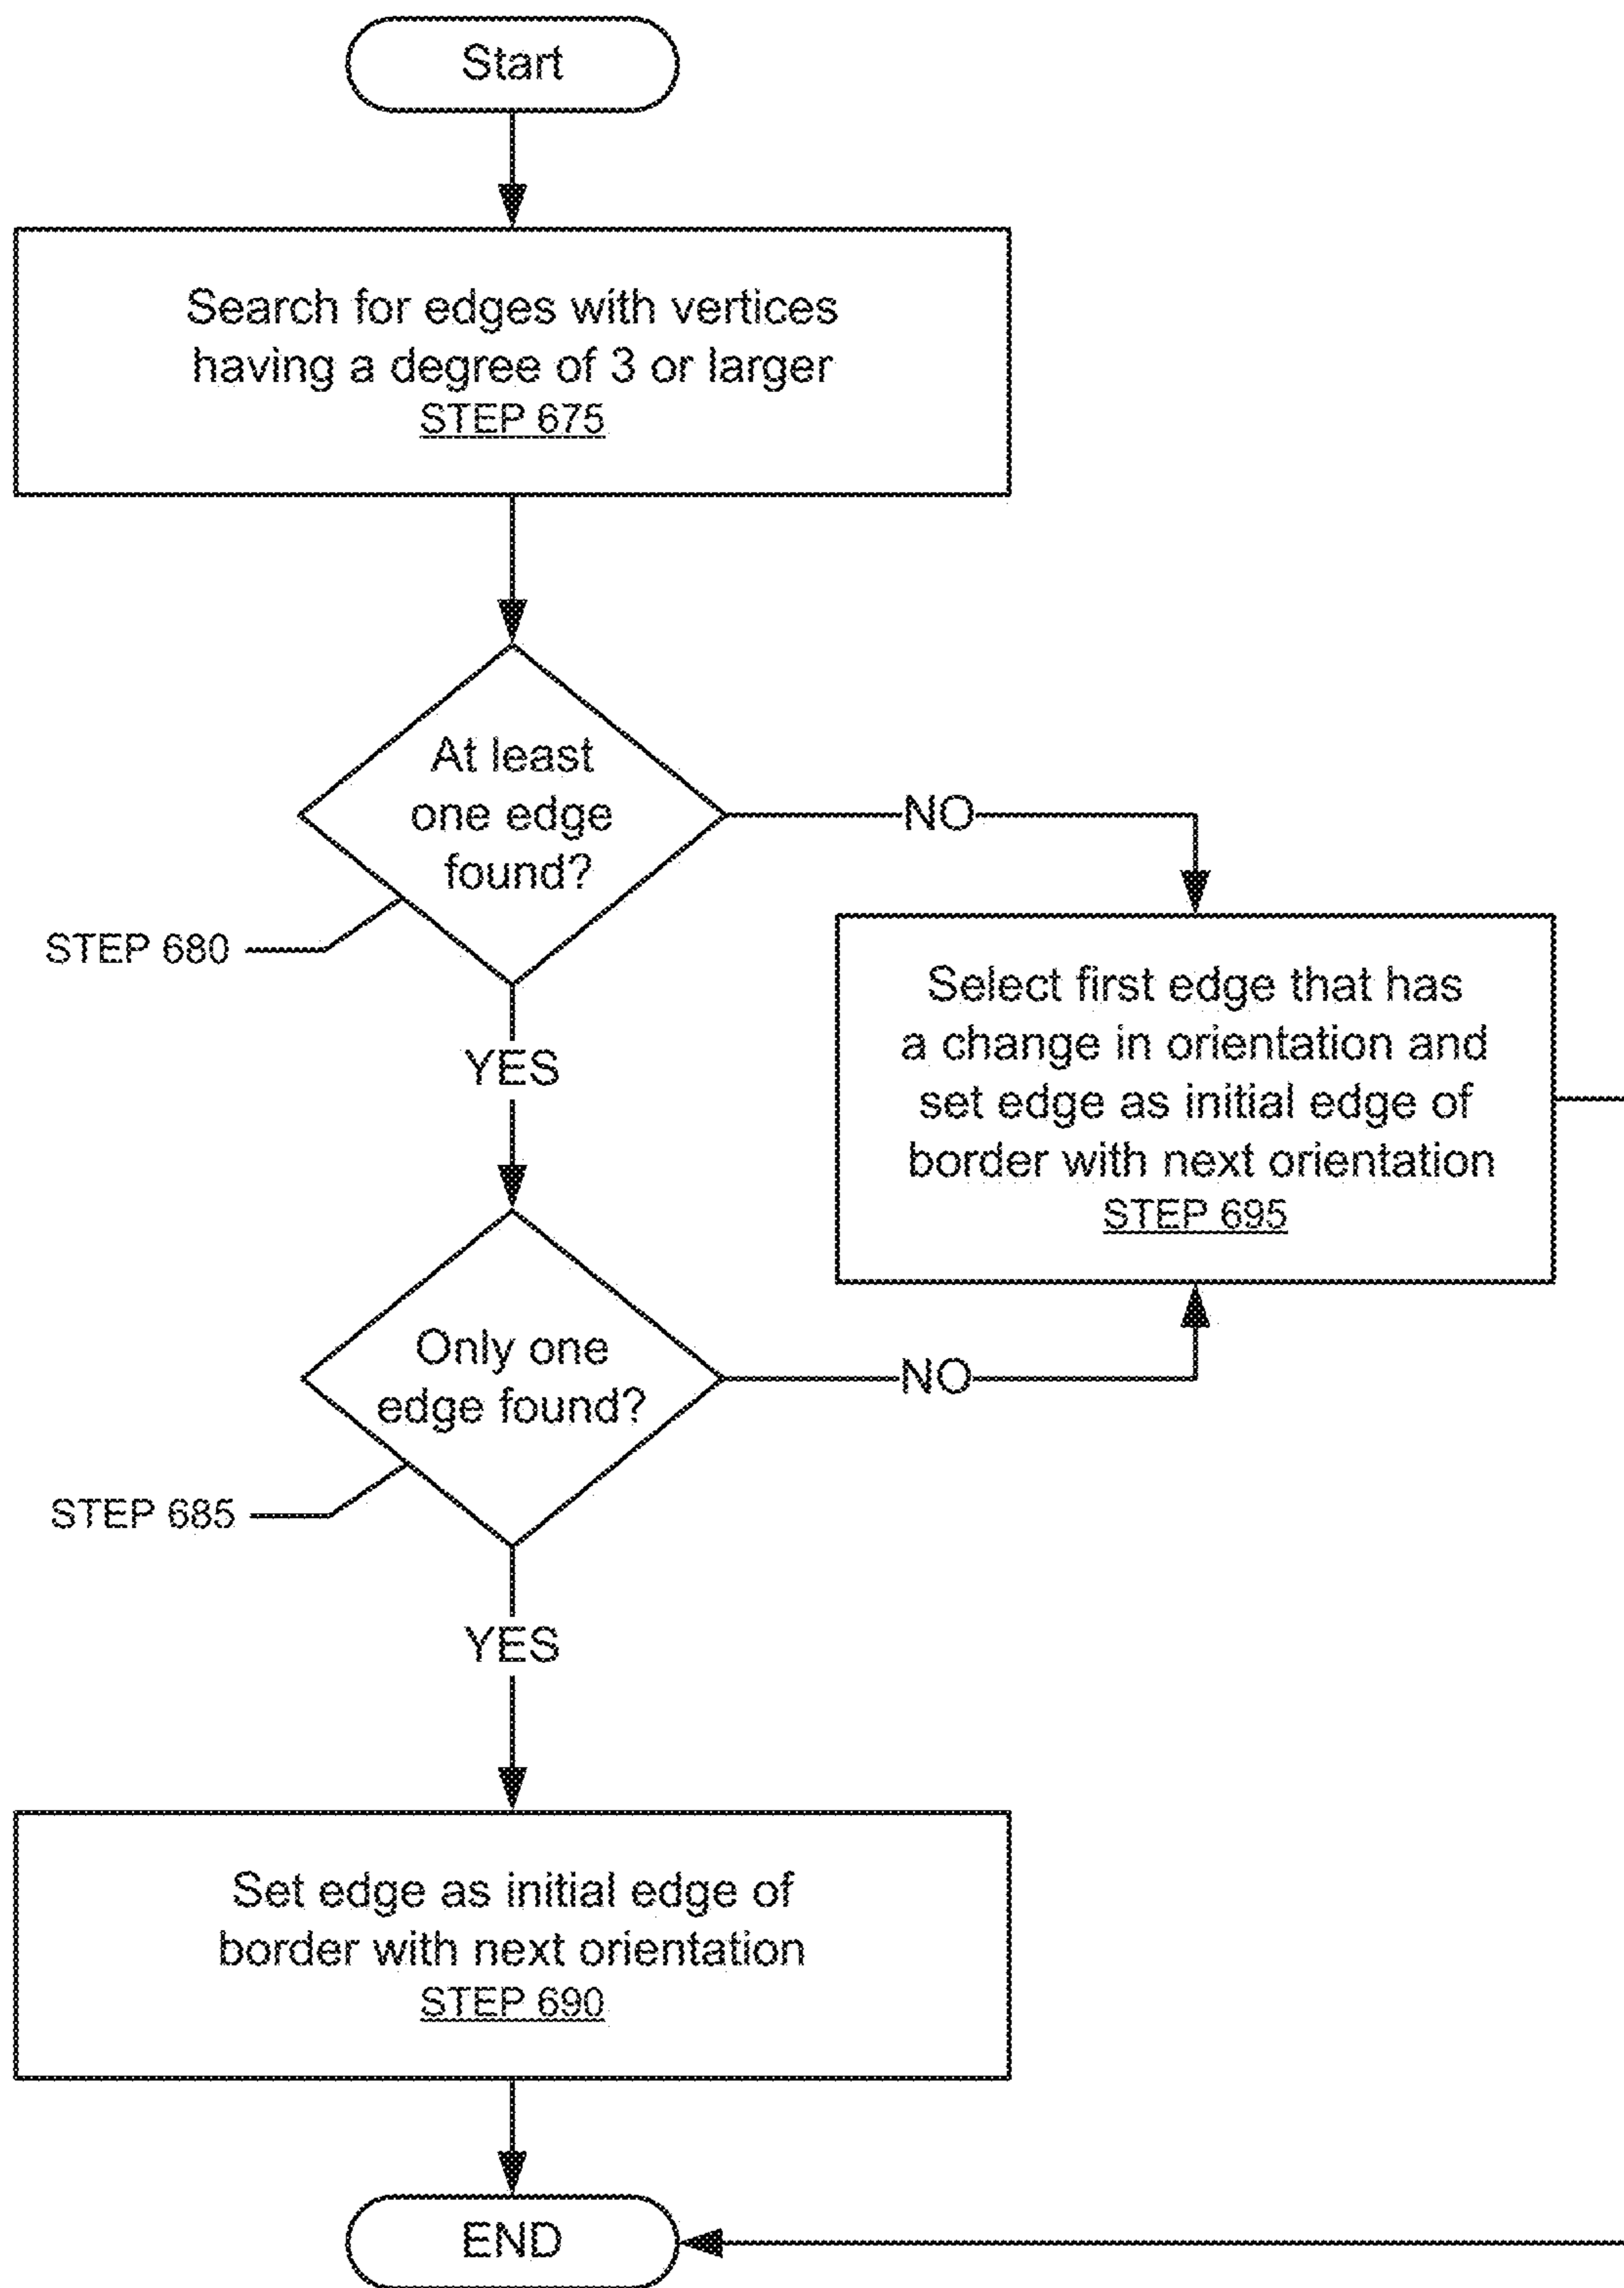 Start
Search for edges with vertices
having a degree of 3 or larger
STEP 675
At least
one edge
found?
NO
STEP 680
YES
Select first edge that has
a change in orientation and
set edge as initial edge of
border with next orientation
STEP 695
Only one
edge found?
NO
STEP 685
YES
Set edge as initial edge of
border with next orientation
STEP 690
END